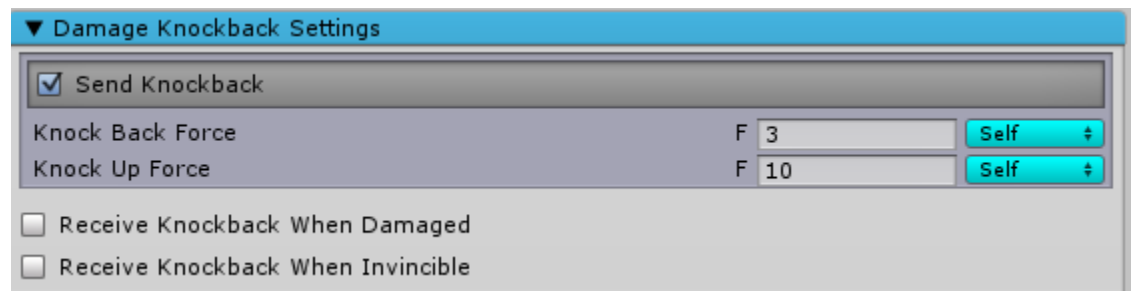 Damage Knockback Settings
Send Knockback
Knock Back Force F 3 Self
Knock Up Force F 10 Self
Receive Knockback When Damaged
Receive Knockback When Invincible